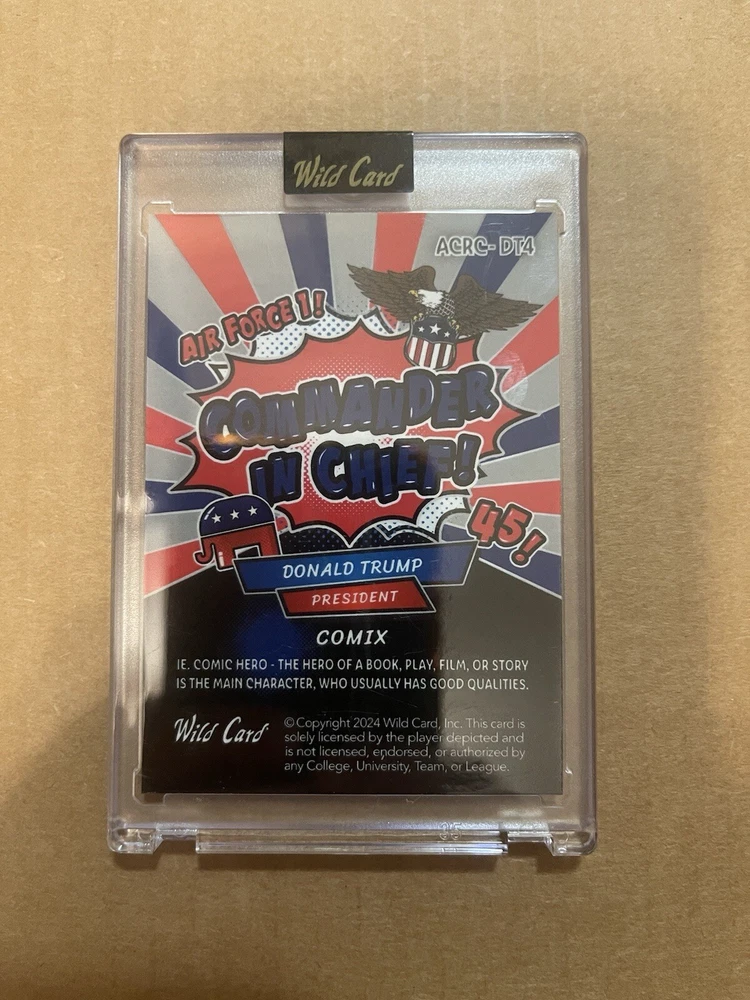 Wild Card
ACRC- DT4
AIR FORCE 1!
COMMANDER
IN CHIEF!
45!
DONALD TRUMP
PRESIDENT
COMIX
IE. COMIC HERO - THE HERO OF A BOOK, PLAY, FILM, OR STORY
IS THE MAIN CHARACTER, WHO USUALLY HAS GOOD QUALITIES.
Wild Card
©Copyright 2024 Wild Card, Inc. This card is
solely licensed by the player depicted and
is not licensed, endorsed, or authorized by
any College, University, Team, or League.